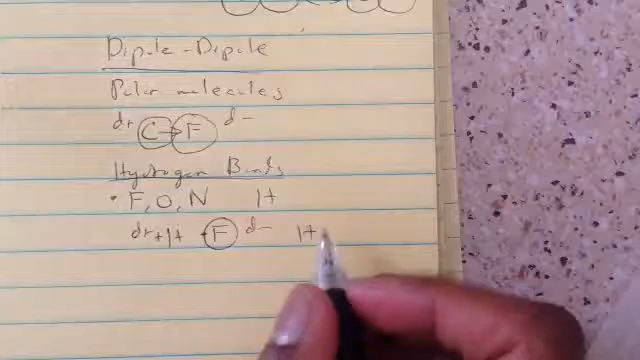 Dipole-Dipole
Polar molecules
d+ C → F d-
Hydrogen Bonds
• F, O, N H
d+ H F d- H